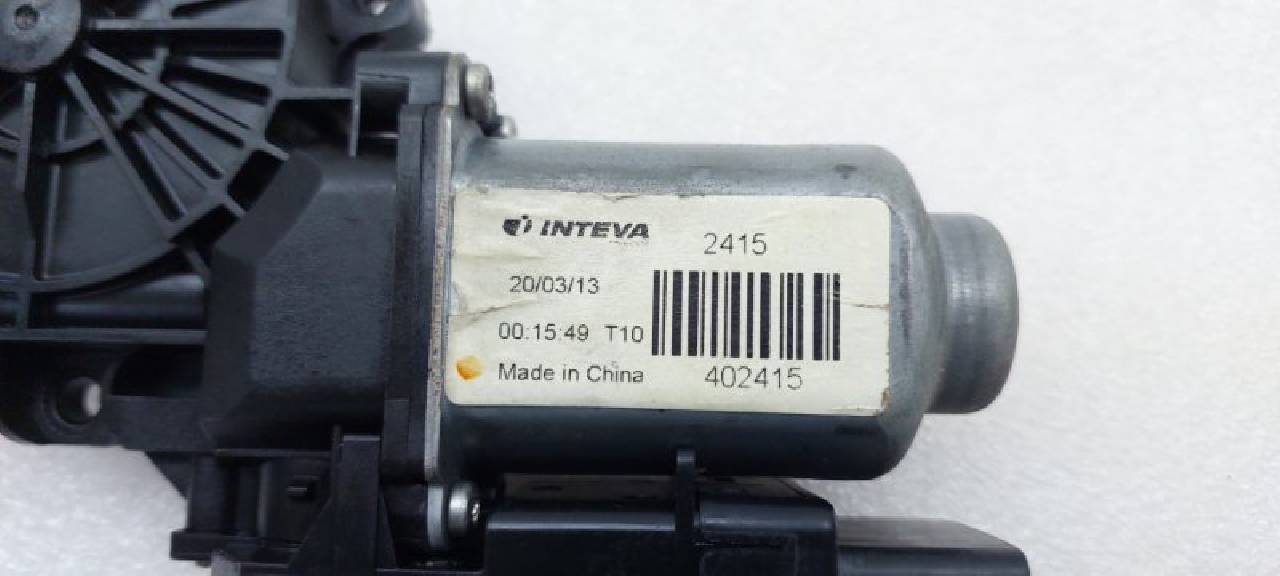 INTEVA 2415
20/03/13
00:15:49 T10
Made in China 402415